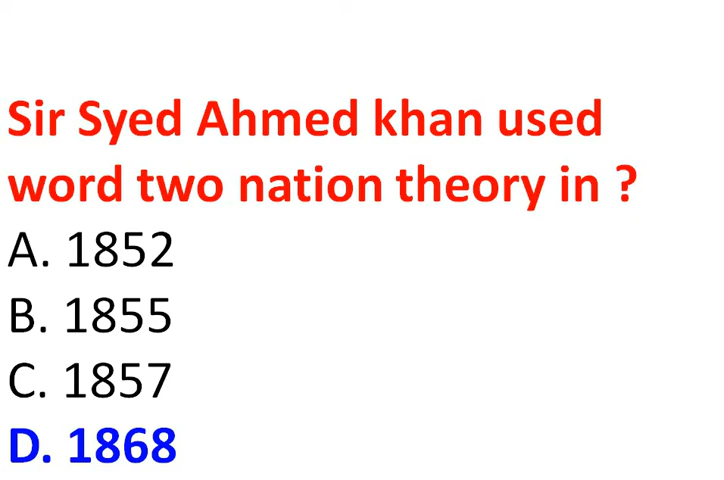 Sir Syed Ahmed khan used
word two nation theory in ?
A. 1852
B. 1855
C. 1857
D. 1868